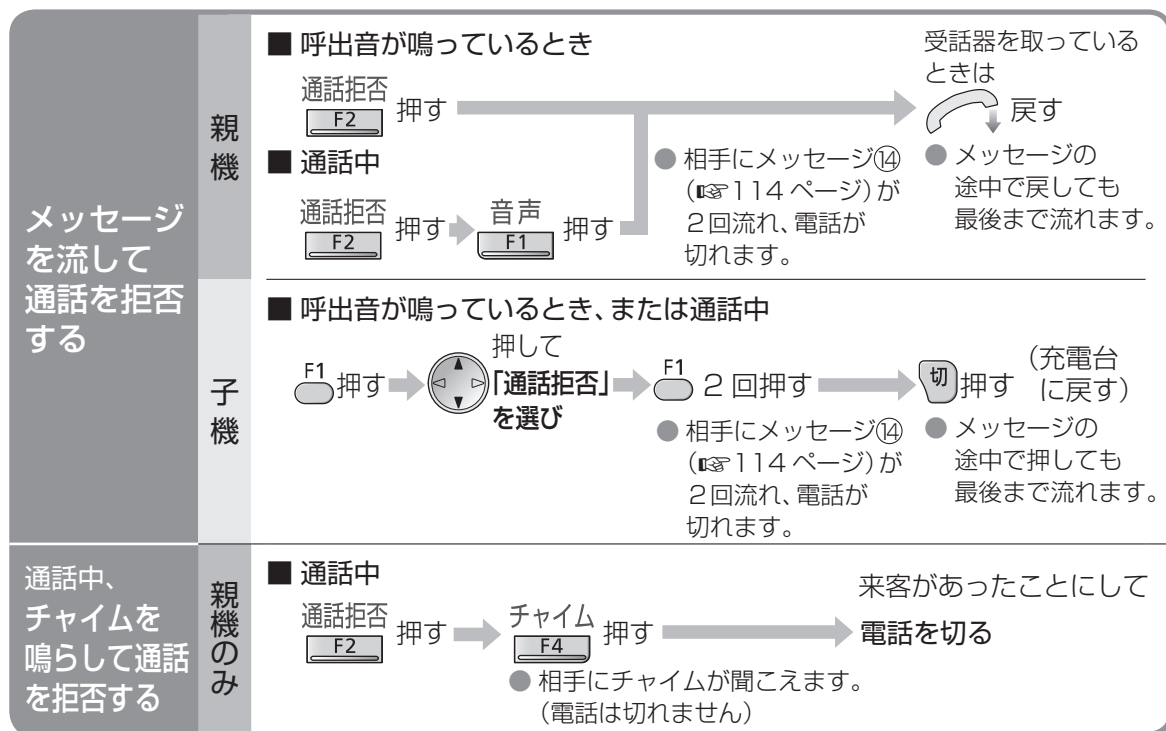 メッセージ
を流して
通話を拒否
する
親機
■ 呼出音が鳴っているとき
通話拒否
F2 押す
受話器を取っている
ときは
戻す
● メッセージの
途中で戻しても
最後まで流れます。
■ 通話中
通話拒否
F2 押す
音声
F1 押す
● 相手にメッセージ⑭
(☞114 ページ)が
2回流れ、電話が
切れます。
子機
■ 呼出音が鳴っているとき、または通話中
F1 押す
押して
「通話拒否」
を選び
F1 2 回押す
切 押す
(充電台
に戻す)
● 相手にメッセージ⑭
(☞114 ページ)が
2回流れ、電話が
切れます。
● メッセージの
途中で押しても
最後まで流れます。
通話中、
チャイムを
鳴らして通話
を拒否する
親機のみ
■ 通話中
通話拒否
F2 押す
チャイム
F4 押す
来客があったことにして
電話を切る
● 相手にチャイムが聞こえます。
(電話は切れません)